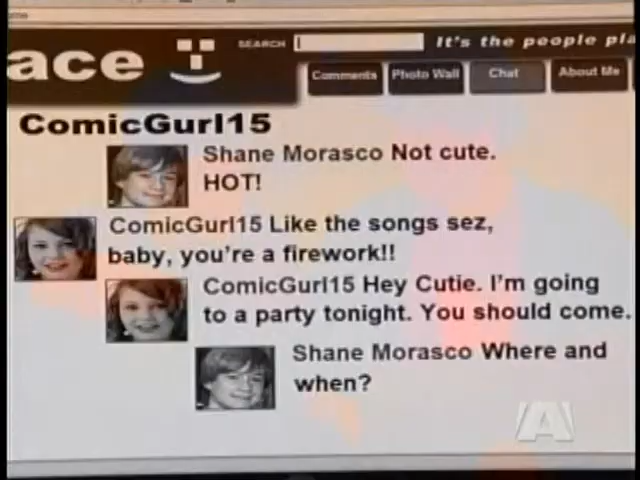 ace
SEARCH
It's the people pla
Comments
Photo Wall
Chat
About Me
ComicGurl15
Shane Morasco Not cute.
HOT!
ComicGurl15 Like the songs sez,
baby, you're a firework!!
ComicGurl15 Hey Cutie. I'm going
to a party tonight. You should come.
Shane Morasco Where and
when?
A